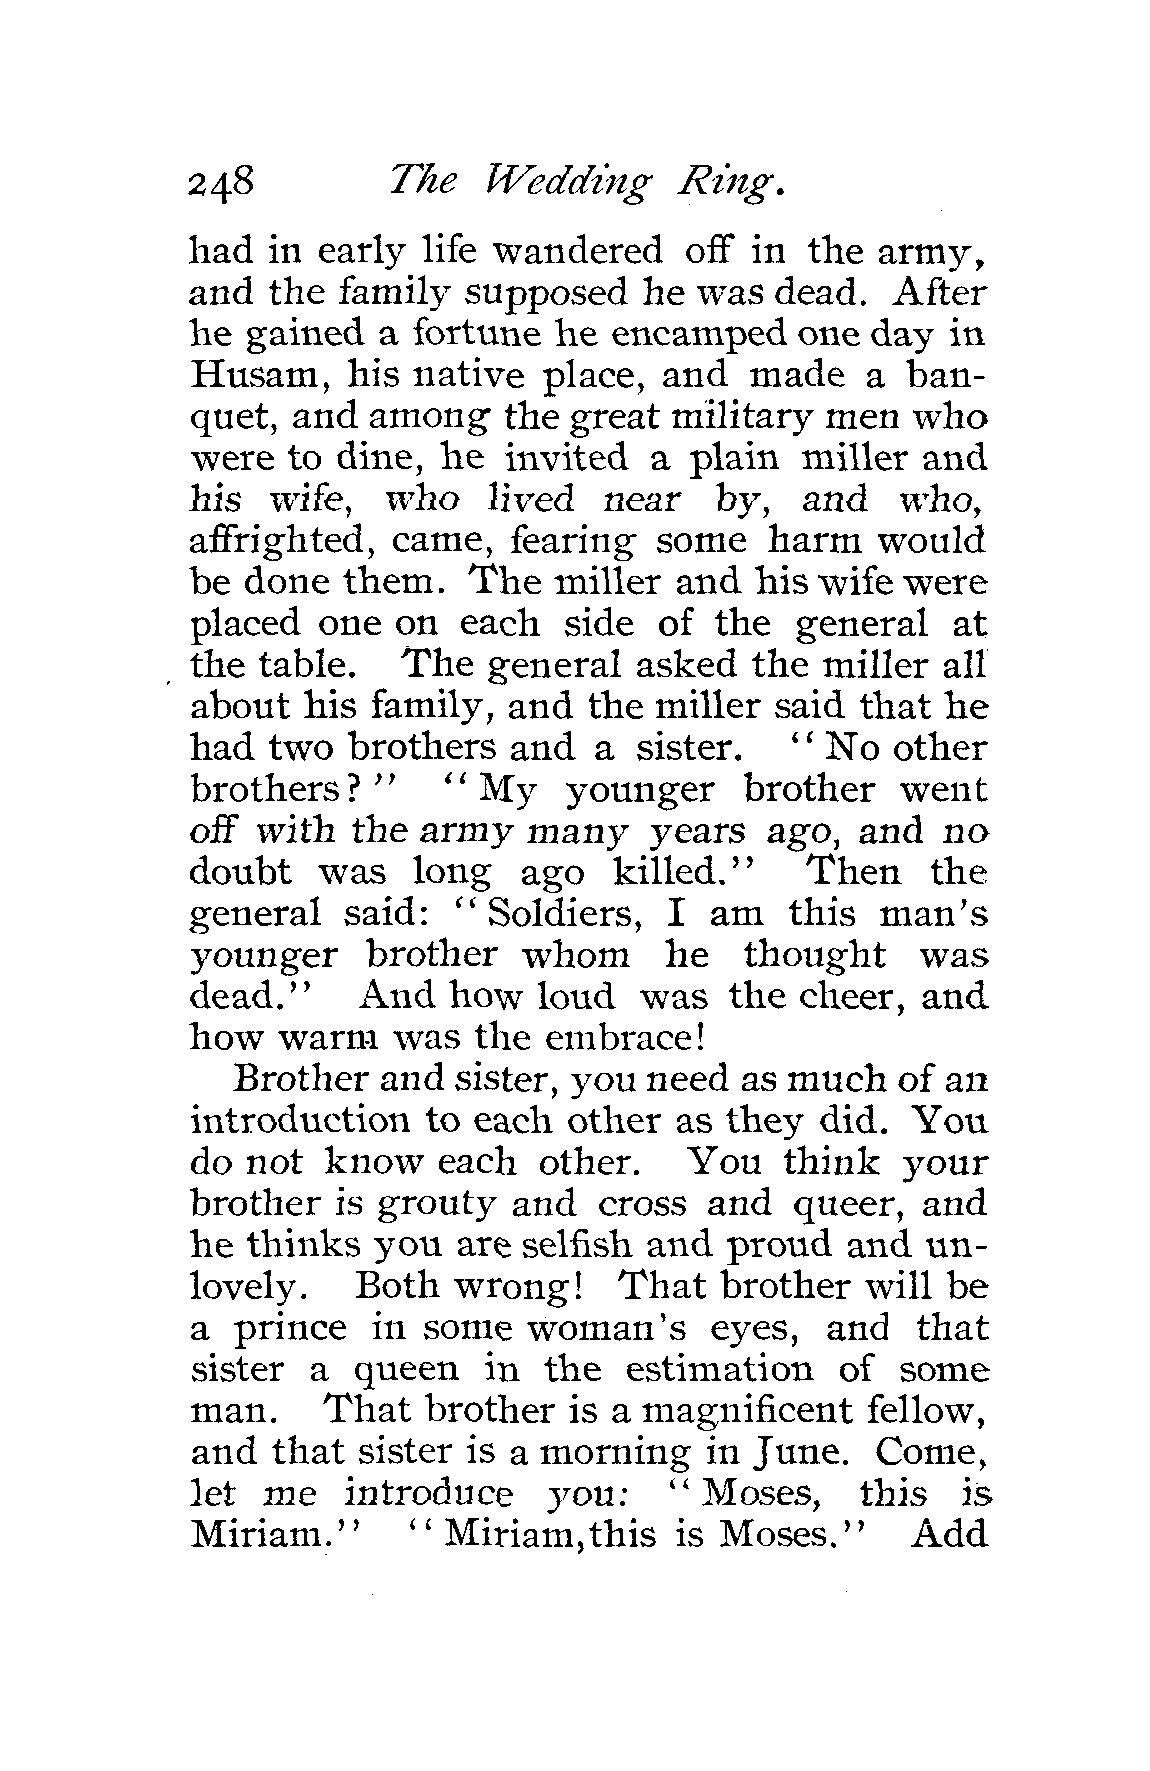 248 The Wedding Ring.
had in early life wandered off in the army,
and the family supposed he was dead. After
he gained a fortune he encamped one day in
Husam, his native place, and made a ban-
quet, and among the great military men who
were to dine, he invited a plain miller and
his wife, who lived near by, and who,
affrighted, came, fearing some harm would
be done them. The miller and his wife were
placed one on each side of the general at
the table. The general asked the miller all
about his family, and the miller said that he
had two brothers and a sister. "No other
brothers?" "My younger brother went
off with the army many years ago, and no
doubt was long ago killed." Then the
general said: "Soldiers, I am this man's
younger brother whom he thought was
dead." And how loud was the cheer, and
how warm was the embrace!
Brother and sister, you need as much of an
introduction to each other as they did. You
do not know each other. You think your
brother is grouty and cross and queer, and
he thinks you are selfish and proud and un-
lovely. Both wrong! That brother will be
a prince in some woman's eyes, and that
sister a queen in the estimation of some
man. That brother is a magnificent fellow,
and that sister is a morning in June. Come,
let me introduce you: "Moses, this is
Miriam." "Miriam,this is Moses." Add